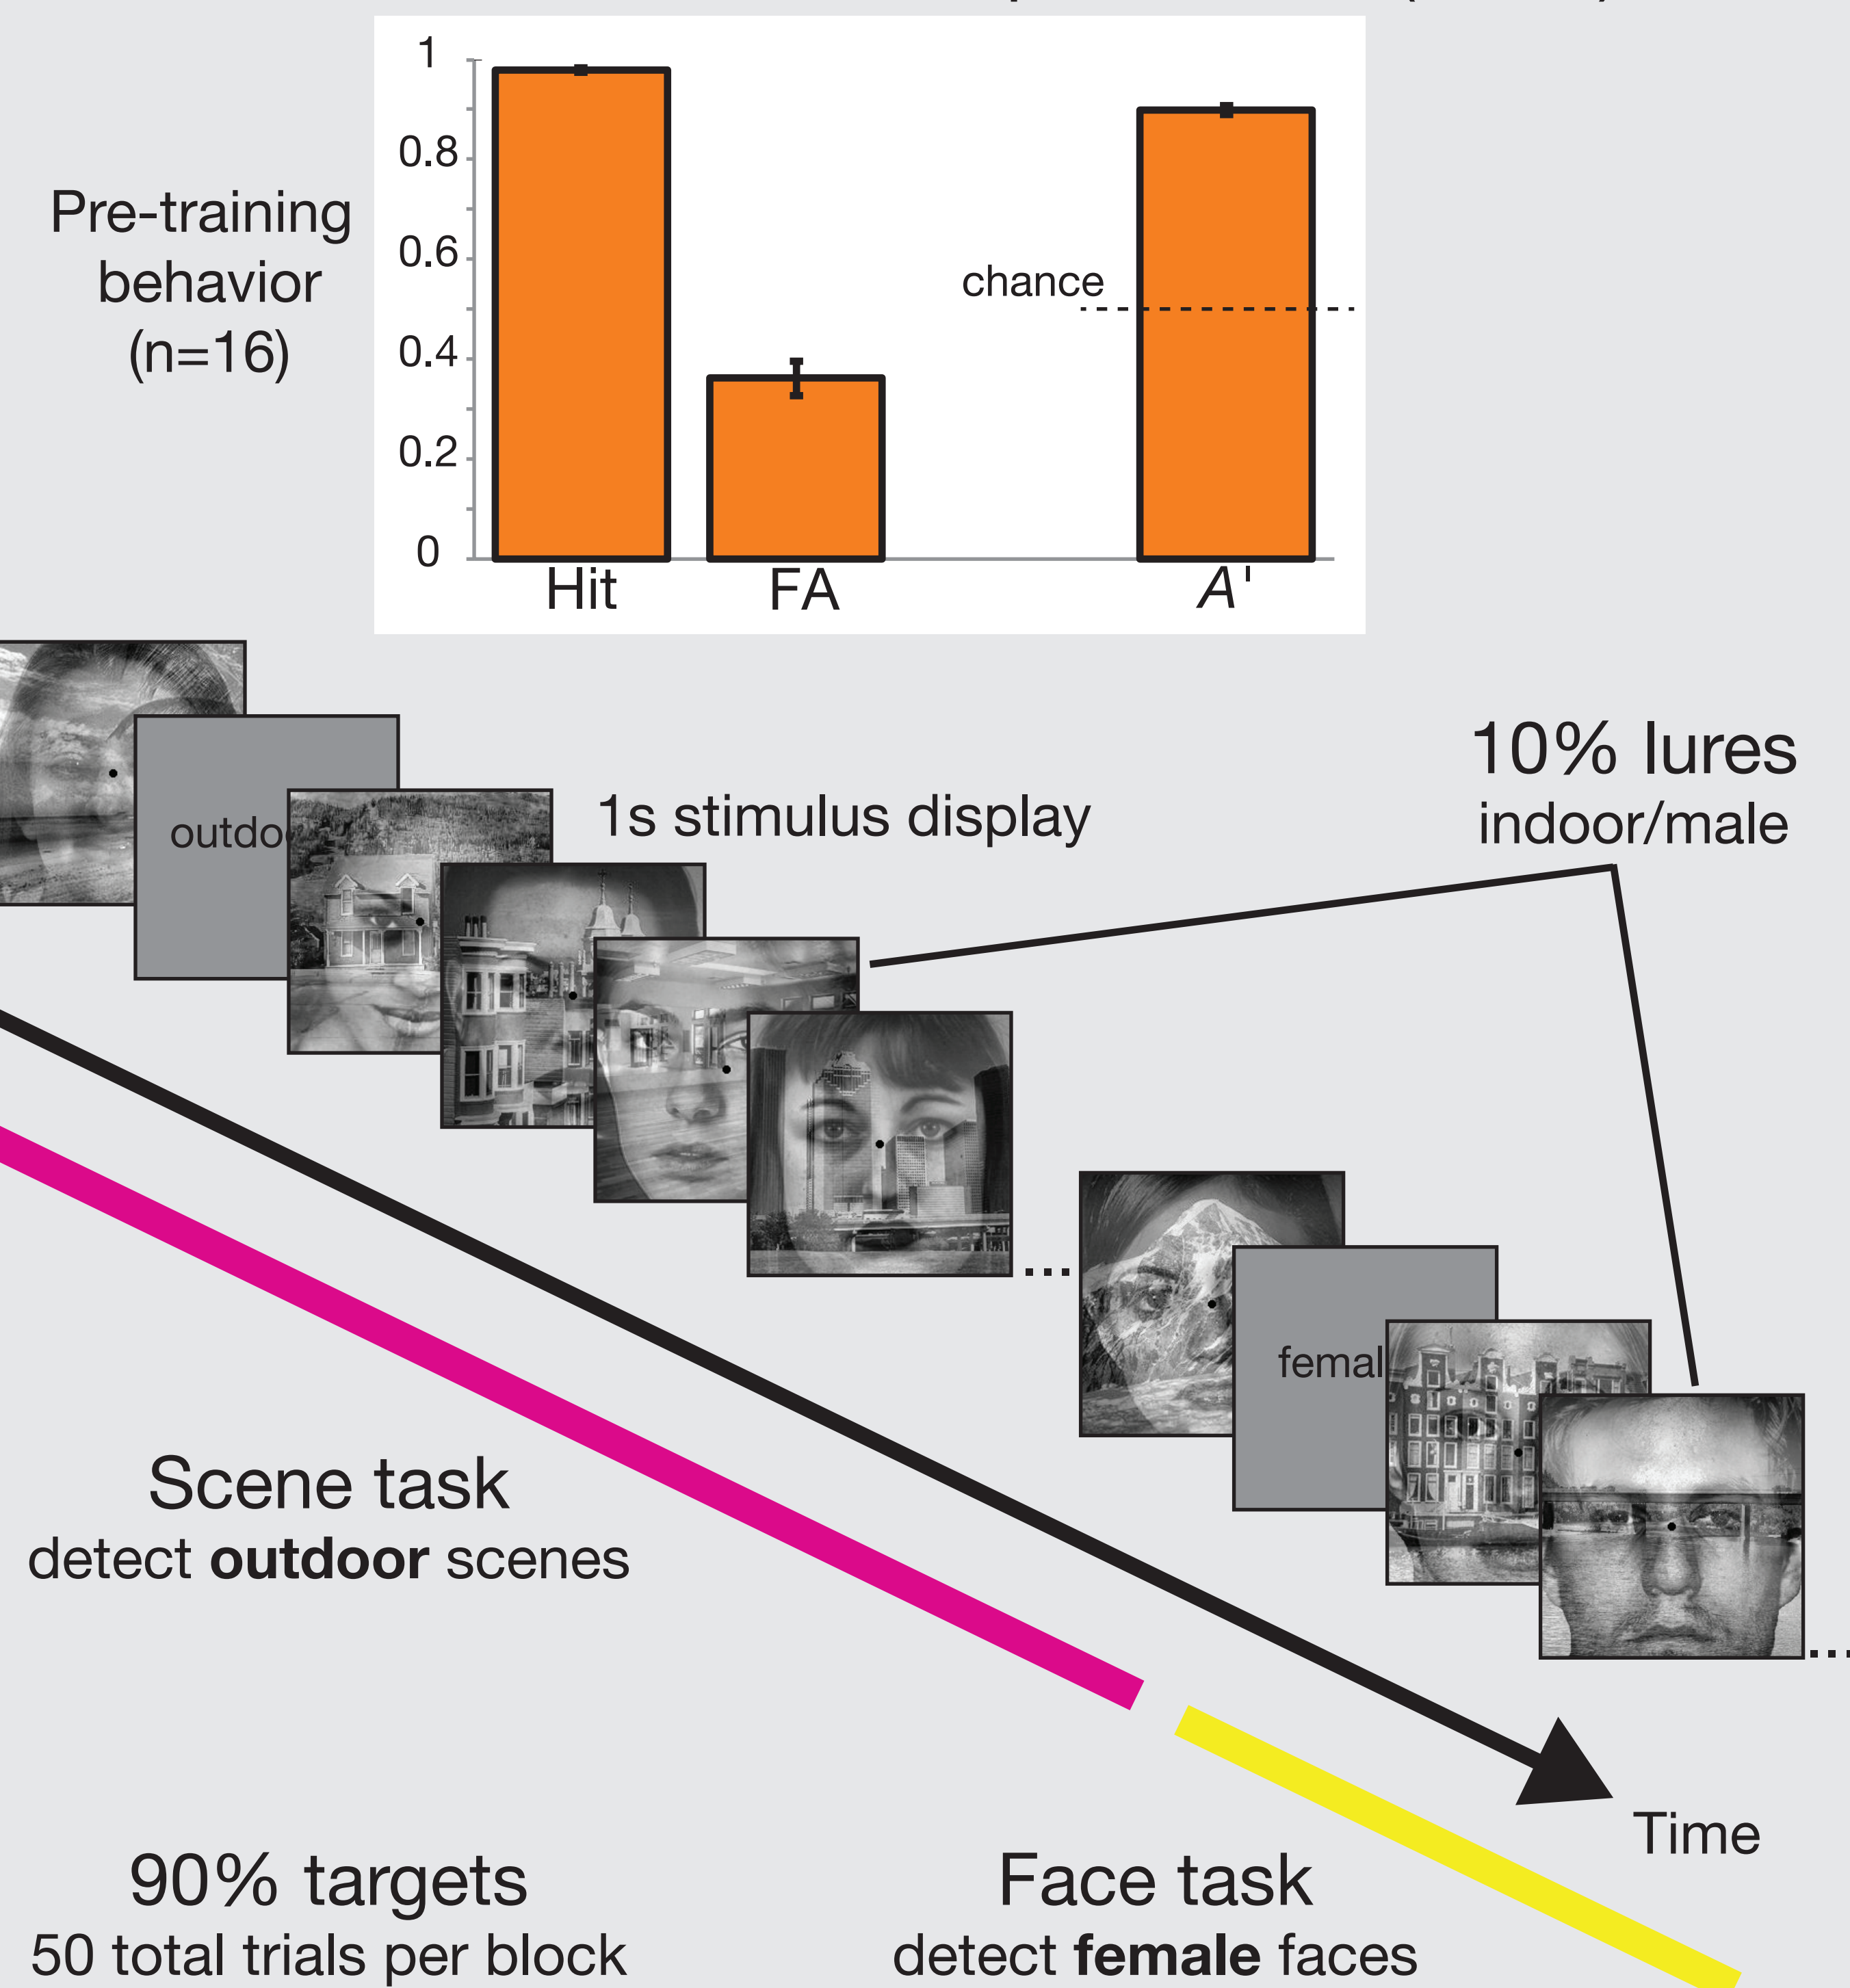 Pre-training
behavior
(n=16)
1
0.8
0.6
0.4
0.2
0
chance
Hit
FA
A'
1s stimulus display
10% lures
indoor/male
outdoo
...
femal
...
Scene task
detect outdoor scenes
Time
90% targets
50 total trials per block
Face task
detect female faces